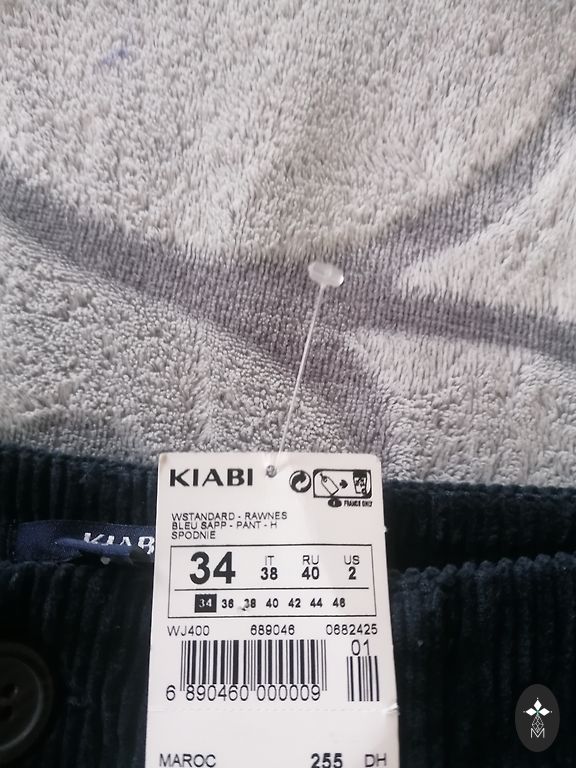 KIABI
FRANCE ONLY
WSTANDARD - RAWNES
BLEU SAPP - PANT - H
SPODNIE
34 IT 38 RU 40 US 2
34 36 38 40 42 44 46
WJ400 689046 0682425
01
6 890460 000009
MAROC 255 DH
KIAB
M